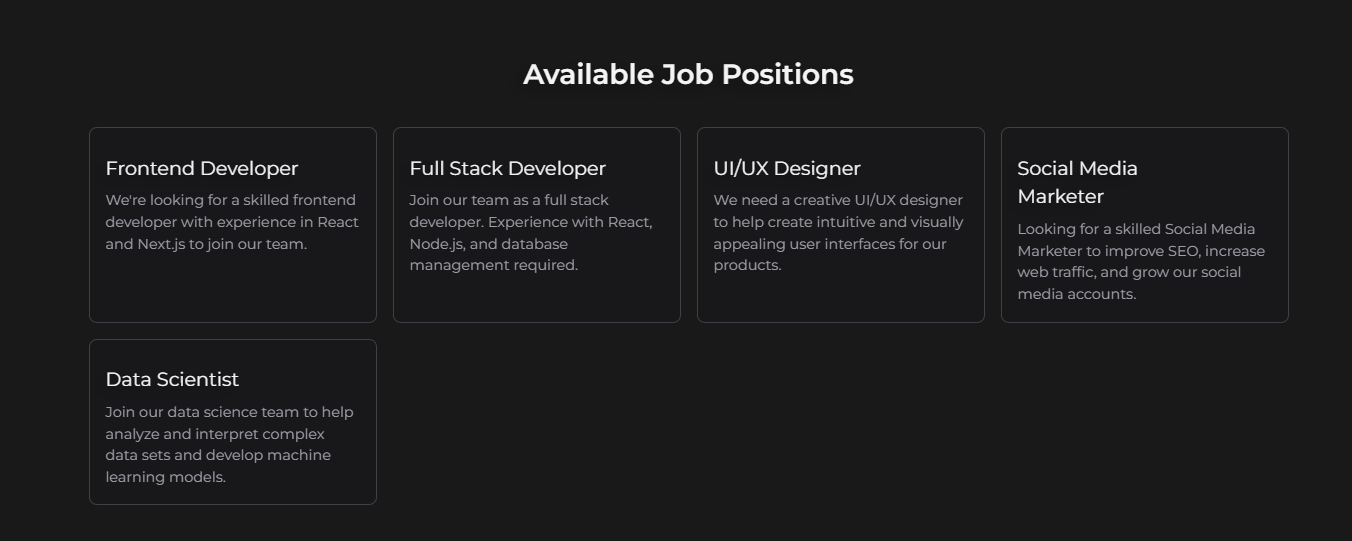 Available Job Positions
Frontend Developer
We're looking for a skilled frontend
developer with experience in React
and Next.js to join our team.
Full Stack Developer
Join our team as a full stack
developer. Experience with React,
Node.js, and database
management required.
UI/UX Designer
We need a creative UI/UX designer
to help create intuitive and visually
appealing user interfaces for our
products.
Social Media
Marketer
Looking for a skilled Social Media
Marketer to improve SEO, increase
web traffic, and grow our social
media accounts.
Data Scientist
Join our data science team to help
analyze and interpret complex
data sets and develop machine
learning models.